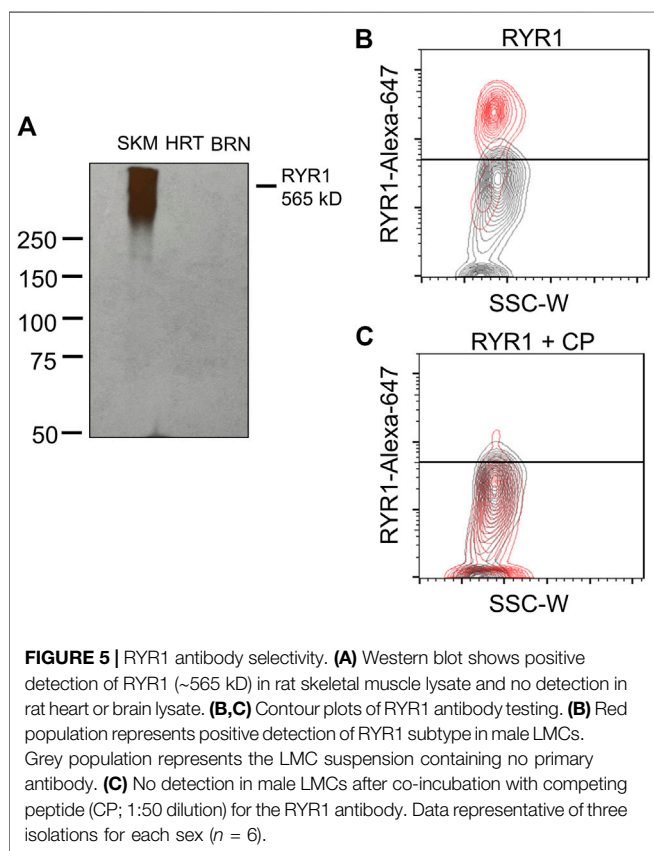 A
SKM HRT BRN
RYR1
565 kD
250
150
100
75
50
B
RYR1
RYR1-Alexa-647
SSC-W
C
RYR1 + CP
RYR1-Alexa-647
SSC-W
FIGURE 5 | RYR1 antibody selectivity. (A) Western blot shows positive
detection of RYR1 (~565 kD) in rat skeletal muscle lysate and no detection in
rat heart or brain lysate. (B,C) Contour plots of RYR1 antibody testing. (B) Red
population represents positive detection of RYR1 subtype in male LMCs.
Grey population represents the LMC suspension containing no primary
antibody. (C) No detection in male LMCs after co-incubation with competing
peptide (CP; 1:50 dilution) for the RYR1 antibody. Data representative of three
isolations for each sex (n = 6).